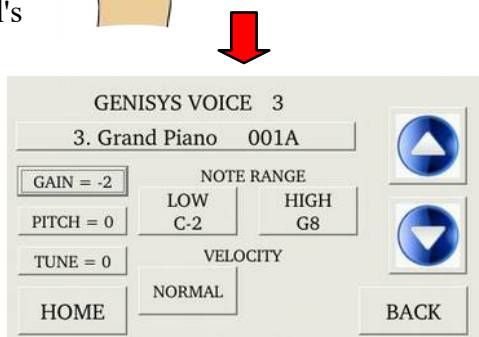 GENISYS VOICE 3
3. Grand Piano 001A
GAIN = -2
NOTE RANGE
LOW
C-2
HIGH
G8
PITCH = 0
TUNE = 0
VELOCITY
NORMAL
HOME
BACK